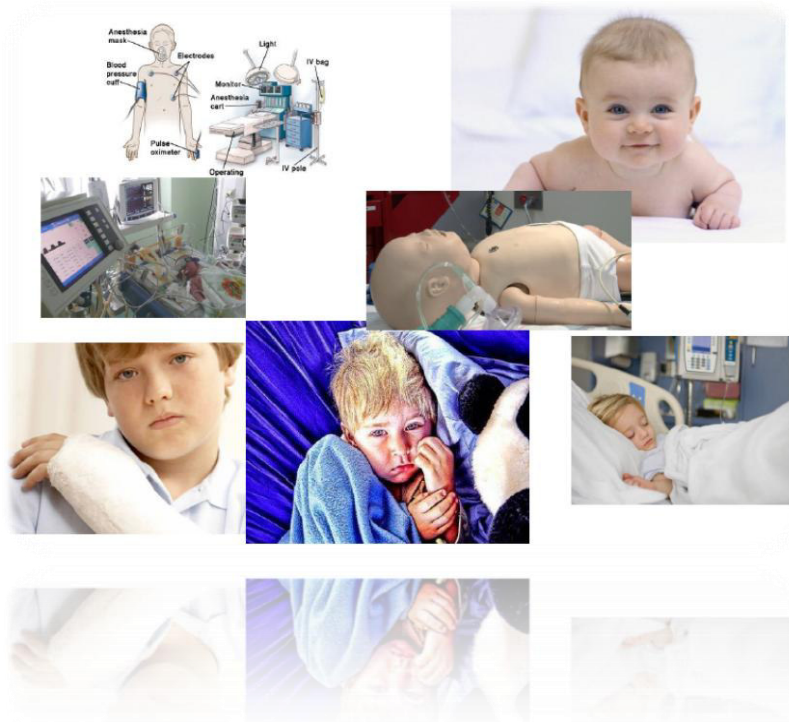 Anesthesia
mask
Electrodes
Blood
pressure
cuff
Pulse
oximeter
Light
IV bag
Monitor
Anesthesia
cart
Operating
IV pole